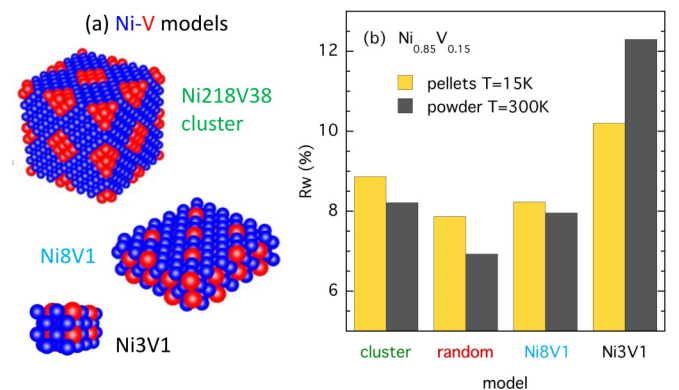 (a) Ni-V models
Ni218V38
cluster
Ni8V1
Ni3V1
(b) Ni0.85V0.15
pellets T=15K
powder T=300K
Rw (%)
12
10
8
6
cluster random Ni8V1 Ni3V1
model